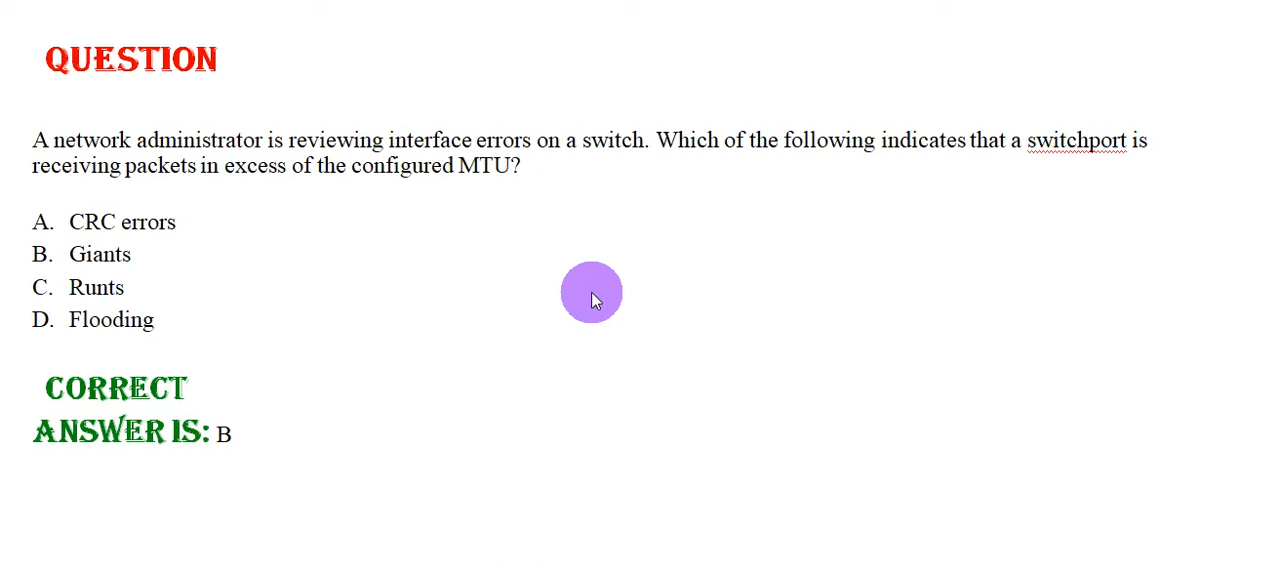 QUESTION
A network administrator is reviewing interface errors on a switch. Which of the following indicates that a switchport is
receiving packets in excess of the configured MTU?
A. CRC errors
B. Giants
C. Runts
D. Flooding
CORRECT
ANSWER IS: B